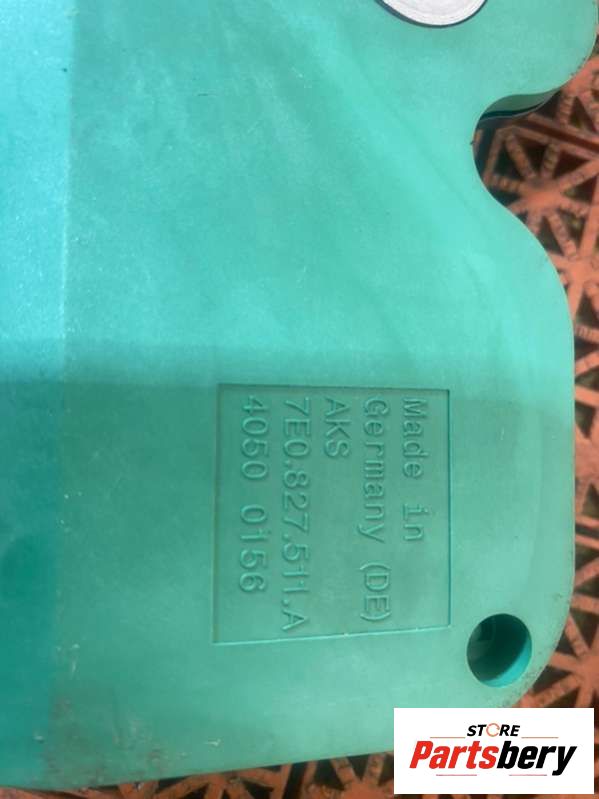 Made in
Germany (DE)
AKS
7E0.827.511.A
4050 0156
STORE
Partsbery